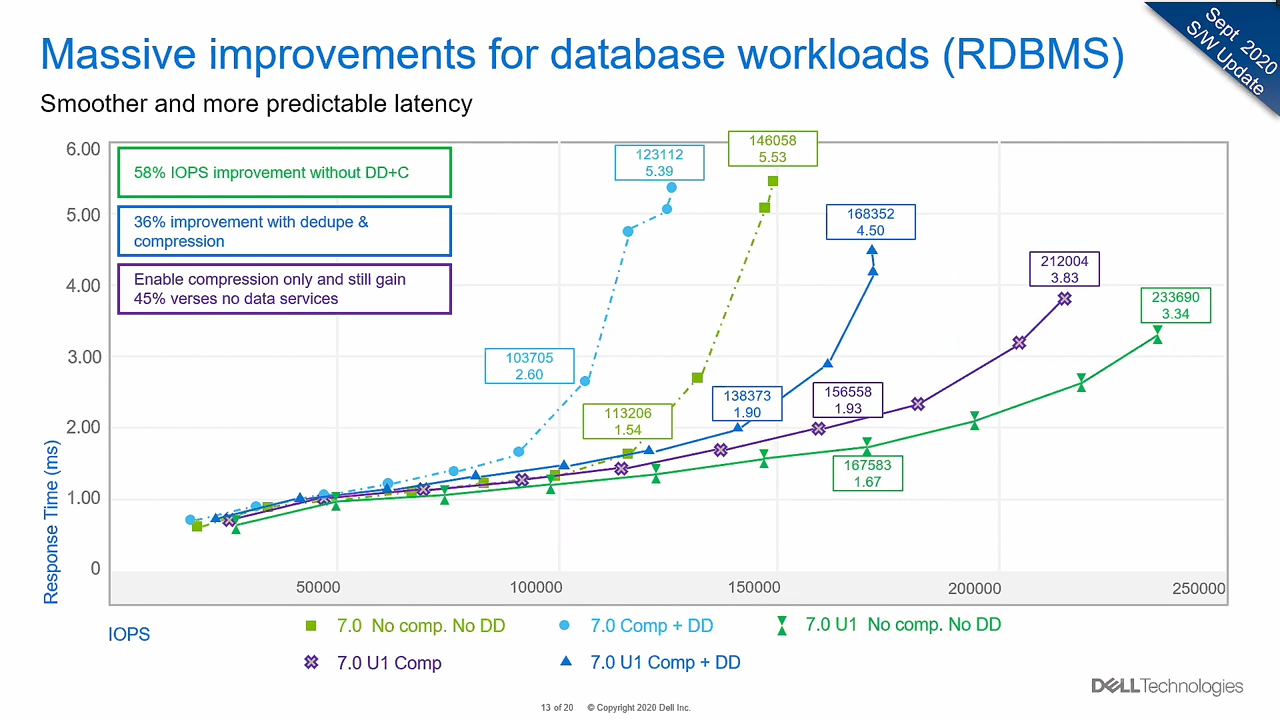 Massive improvements for database workloads (RDBMS)
Sept 2020
S/W Update
Smoother and more predictable latency
6.00
5.00
4.00
3.00
2.00
1.00
0
Response Time (ms)
58% IOPS improvement without DD+C
36% improvement with dedupe &
compression
Enable compression only and still gain
45% verses no data services
123112
5.39
146058
5.53
168352
4.50
212004
3.83
233690
3.34
103705
2.60
113206
1.54
138373
1.90
156558
1.93
167583
1.67
50000
100000
150000
200000
250000
IOPS
7.0 No comp. No DD
7.0 Comp + DD
7.0 U1 No comp. No DD
7.0 U1 Comp
7.0 U1 Comp + DD
DELLTechnologies
13 of 20 © Copyright 2020 Dell Inc.